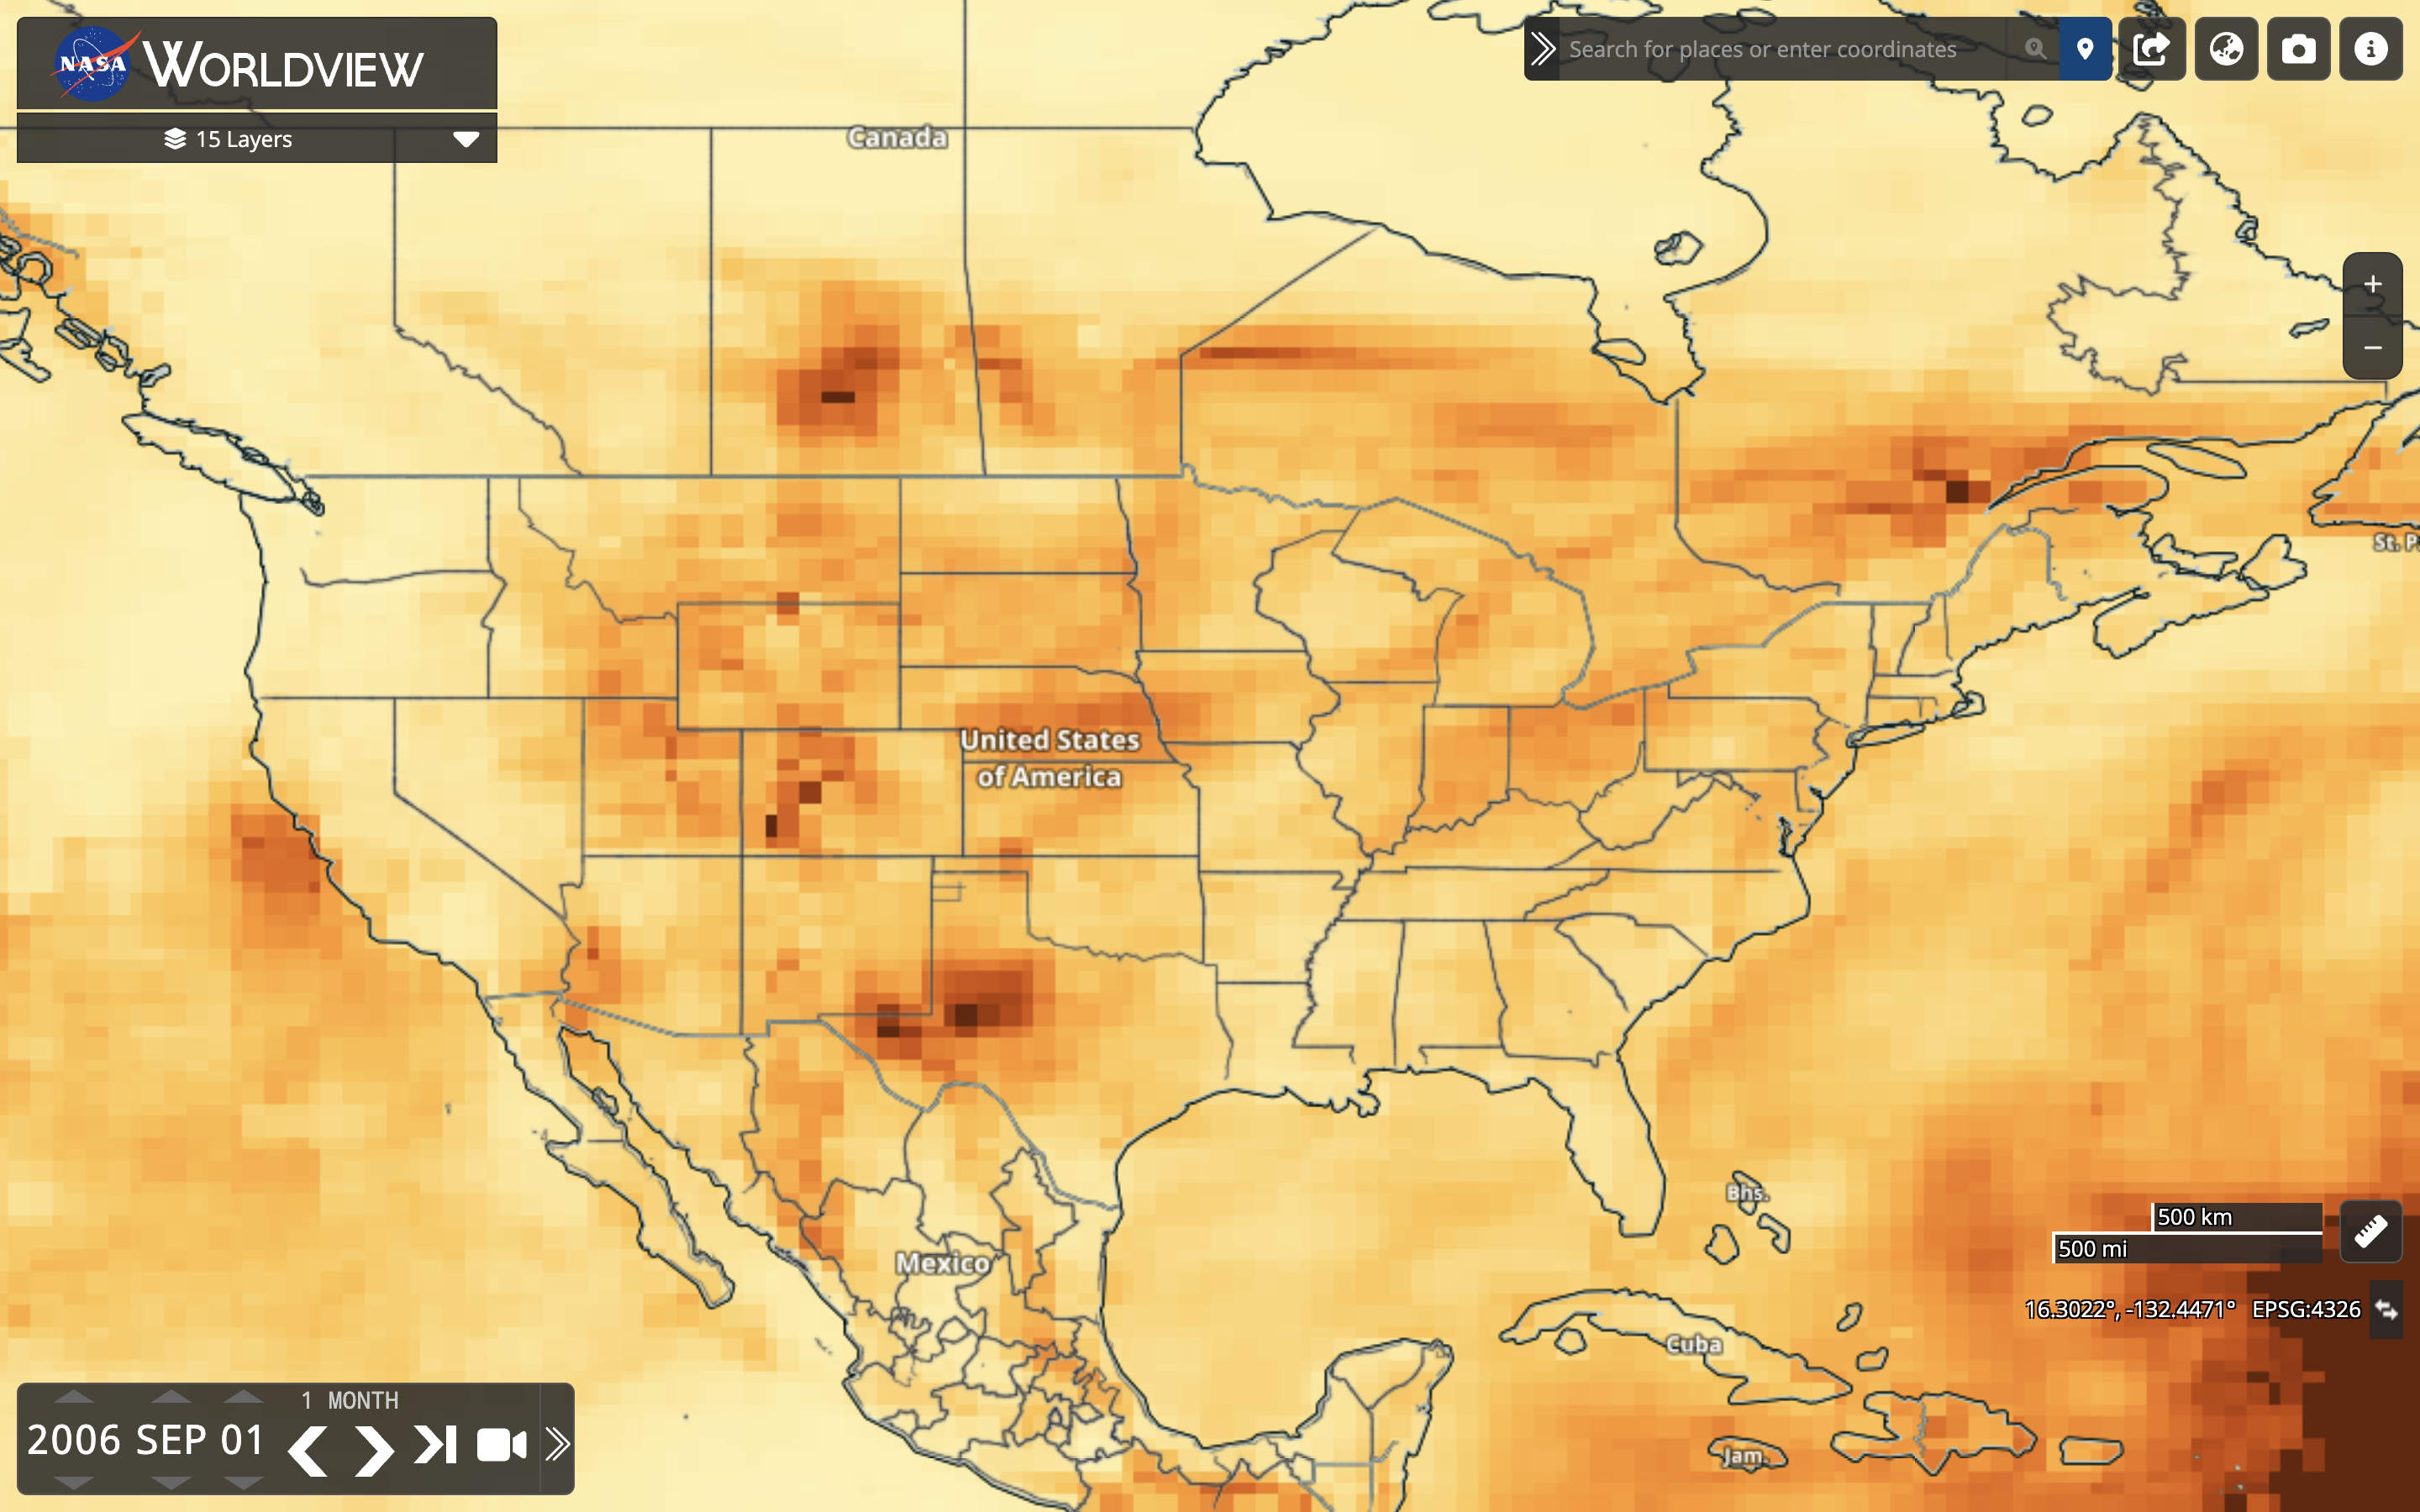 NASA WORLDVIEW
Search for places or enter coordinates
15 Layers
Canada
+
−
St. P
United States
of America
Bhs.
500 km
500 mi
Mexico
16.3022°, -132.4471° EPSG:4326
Cuba
1 MONTH
2006 SEP 01
Jam.